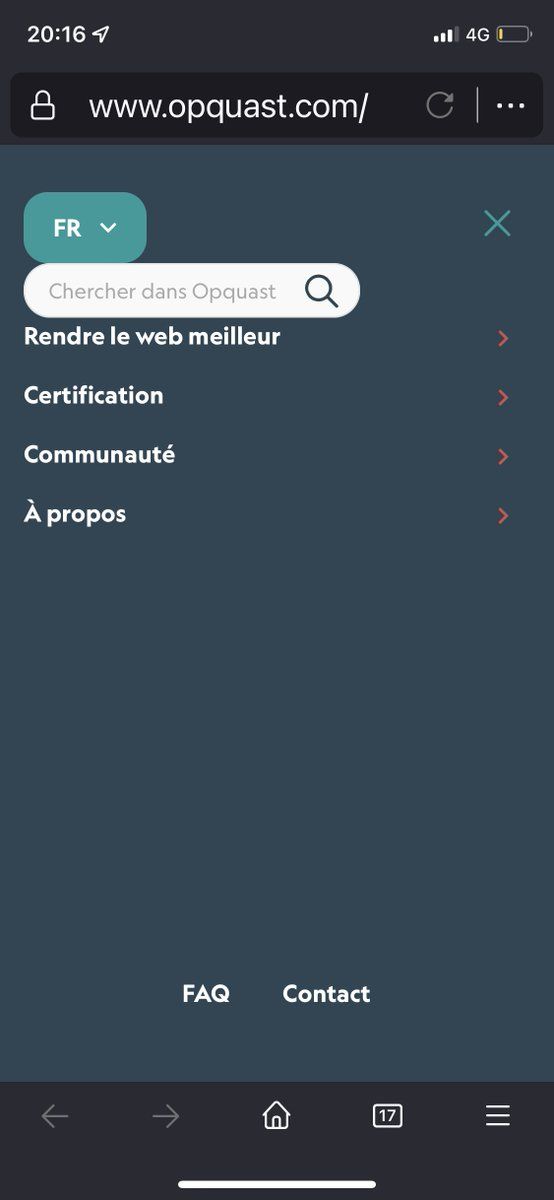 20:16
4G
www.opquast.com/
FR
Chercher dans Opquast
Rendre le web meilleur
Certification
Communauté
À propos
FAQ Contact
17